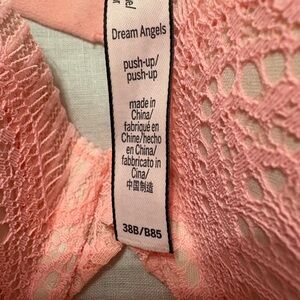 Dream Angels
push-up/
push-up
made in
China/
fabriqué en
Chine/hecho
en China/
fabbricato in
Cina/
中国制造
38B/B85